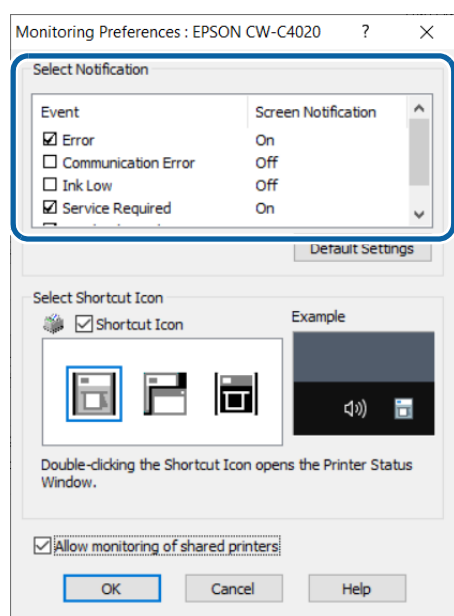 Monitoring Preferences : EPSON CW-C4020 ? ×
Select Notification
Event Screen Notification
Error On
Communication Error Off
Ink Low Off
Service Required On
Default Settings
Select Shortcut Icon
Shortcut Icon
Example
Double-clicking the Shortcut Icon opens the Printer Status
Window.
Allow monitoring of shared printers
OK Cancel Help